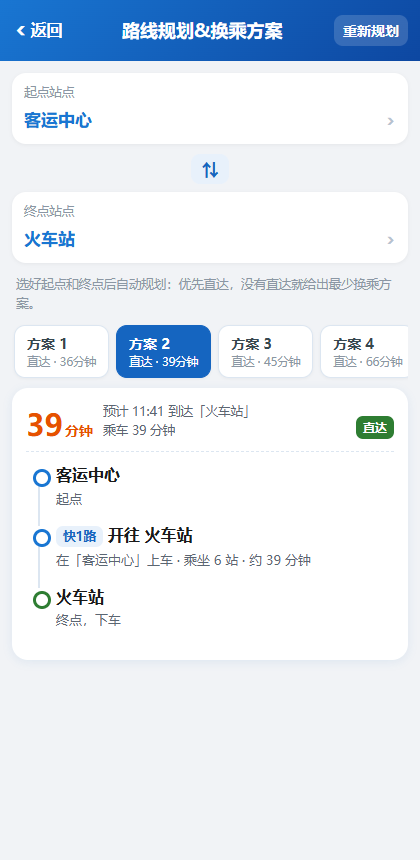 返回
路线规划&换乘方案
重新规划
起点站点
客运中心
终点站点
火车站
选好起点和终点后自动规划：优先直达，没有直达就给出最少换乘方
案。
方案 1
直达 · 36分钟
方案 2
直达 · 39分钟
方案 3
直达 · 45分钟
方案 4
直达 · 66分钟
39 分钟
预计 11:41 到达「火车站」
乘车 39 分钟
直达
客运中心
起点
快1路 开往 火车站
在「客运中心」上车 · 乘坐 6 站 · 约 39 分钟
火车站
终点，下车